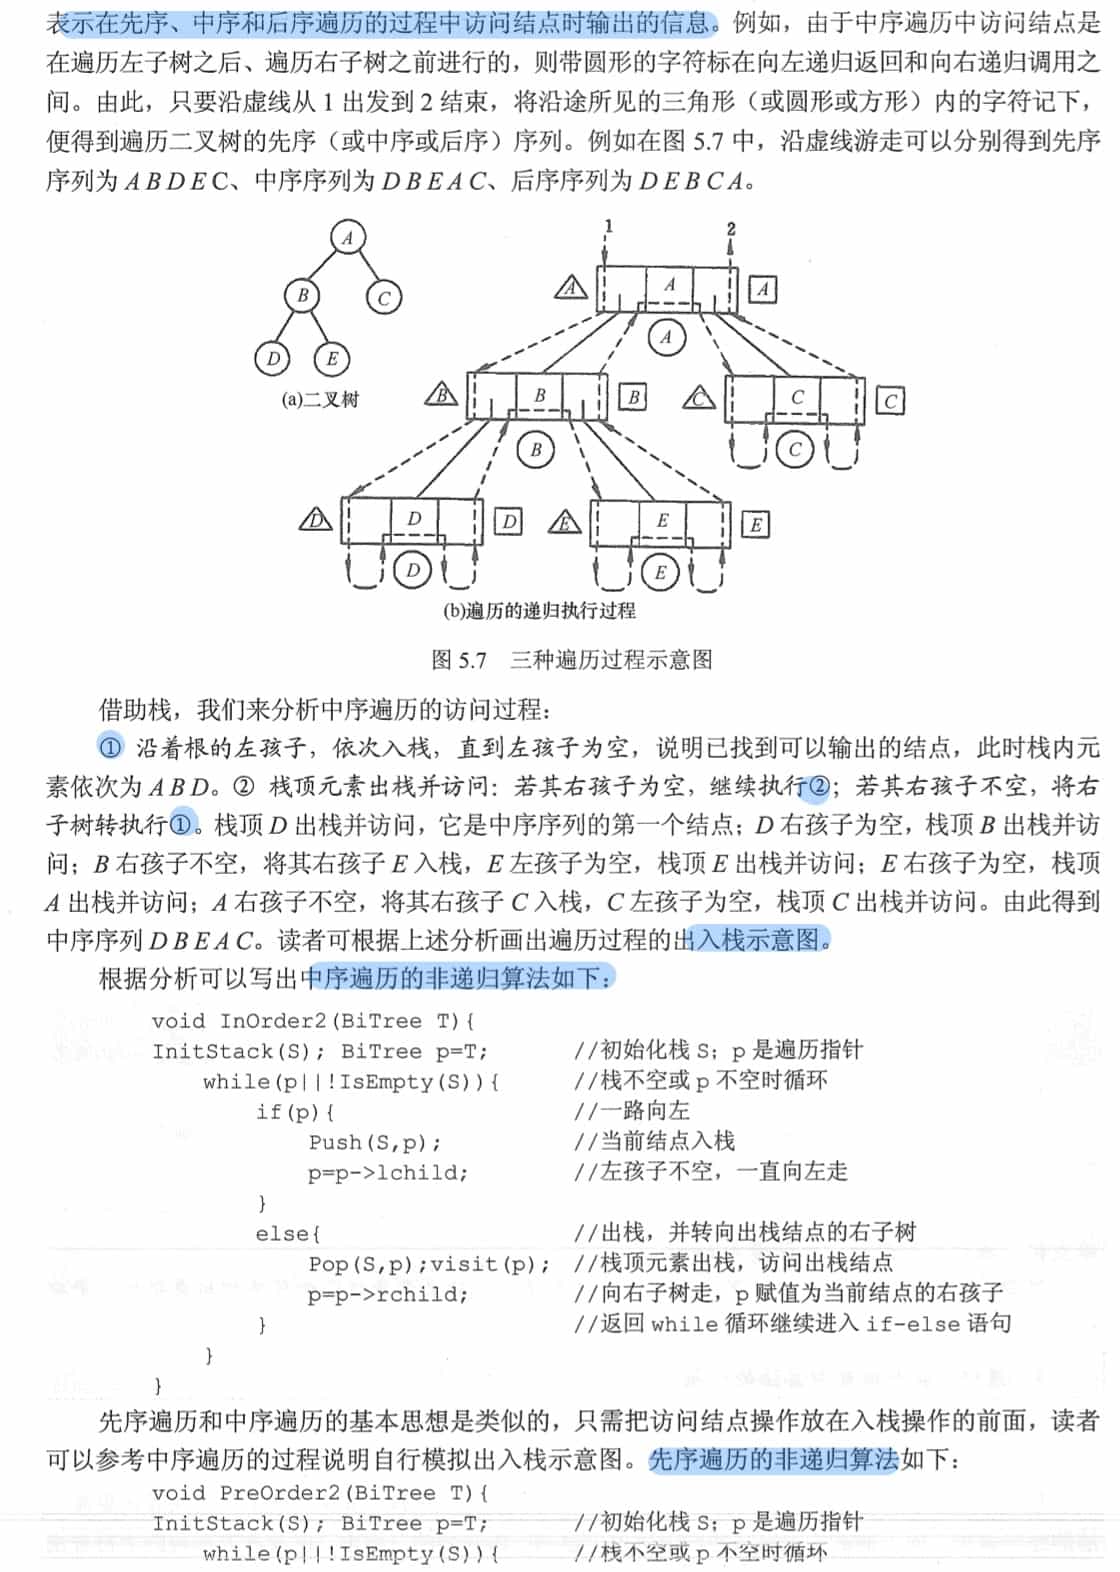 表示在先序、中序和后序遍历的过程中访问结点时输出的信息。例如，由于中序遍历中访问结点是
在遍历左子树之后、遍历右子树之前进行的，则带圆形的字符标在向左递归返回和向右递归调用之
间。由此，只要沿虚线从 1 出发到 2 结束，将沿途所见的三角形（或圆形或方形）内的字符记下，
便得到遍历二叉树的先序（或中序或后序）序列。例如在图 5.7 中，沿虚线游走可以分别得到先序
序列为 A B D E C、中序序列为 D B E A C、后序序列为 D E B C A。
1 2
A
A A A
A
B C
B B B
C C C
D E
(a)二叉树
B C
D D D
E E E
D E
(b)遍历的递归执行过程
图 5.7 三种遍历过程示意图
借助栈，我们来分析中序遍历的访问过程：
① 沿着根的左孩子，依次入栈，直到左孩子为空，说明已找到可以输出的结点，此时栈内元
素依次为 A B D。② 栈顶元素出栈并访问：若其右孩子为空，继续执行②；若其右孩子不空，将右
子树转执行①。栈顶 D 出栈并访问，它是中序序列的第一个结点；D 右孩子为空，栈顶 B 出栈并访
问；B 右孩子不空，将其右孩子 E 入栈，E 左孩子为空，栈顶 E 出栈并访问；E 右孩子为空，栈顶
A 出栈并访问；A 右孩子不空，将其右孩子 C 入栈，C 左孩子为空，栈顶 C 出栈并访问。由此得到
中序序列 D B E A C。读者可根据上述分析画出遍历过程的出入栈示意图。
根据分析可以写出中序遍历的非递归算法如下：
void InOrder2(BiTree T){
InitStack(S); BiTree p=T; //初始化栈 S；p 是遍历指针
while(p||!IsEmpty(S)){ //栈不空或 p 不空时循环
if(p){ //一路向左
Push(S,p); //当前结点入栈
p=p->lchild; //左孩子不空，一直向左走
}
else{ //出栈，并转向出栈结点的右子树
Pop(S,p);visit(p); //栈顶元素出栈，访问出栈结点
p=p->rchild; //向右子树走，p 赋值为当前结点的右孩子
} //返回 while 循环继续进入 if-else 语句
}
}
先序遍历和中序遍历的基本思想是类似的，只需把访问结点操作放在入栈操作的前面，读者
可以参考中序遍历的过程说明自行模拟出入栈示意图。先序遍历的非递归算法如下：
void PreOrder2(BiTree T){
InitStack(S); BiTree p=T; //初始化栈 S；p 是遍历指针
while(p||!IsEmpty(S)){ //栈不空或 p 不空时循环